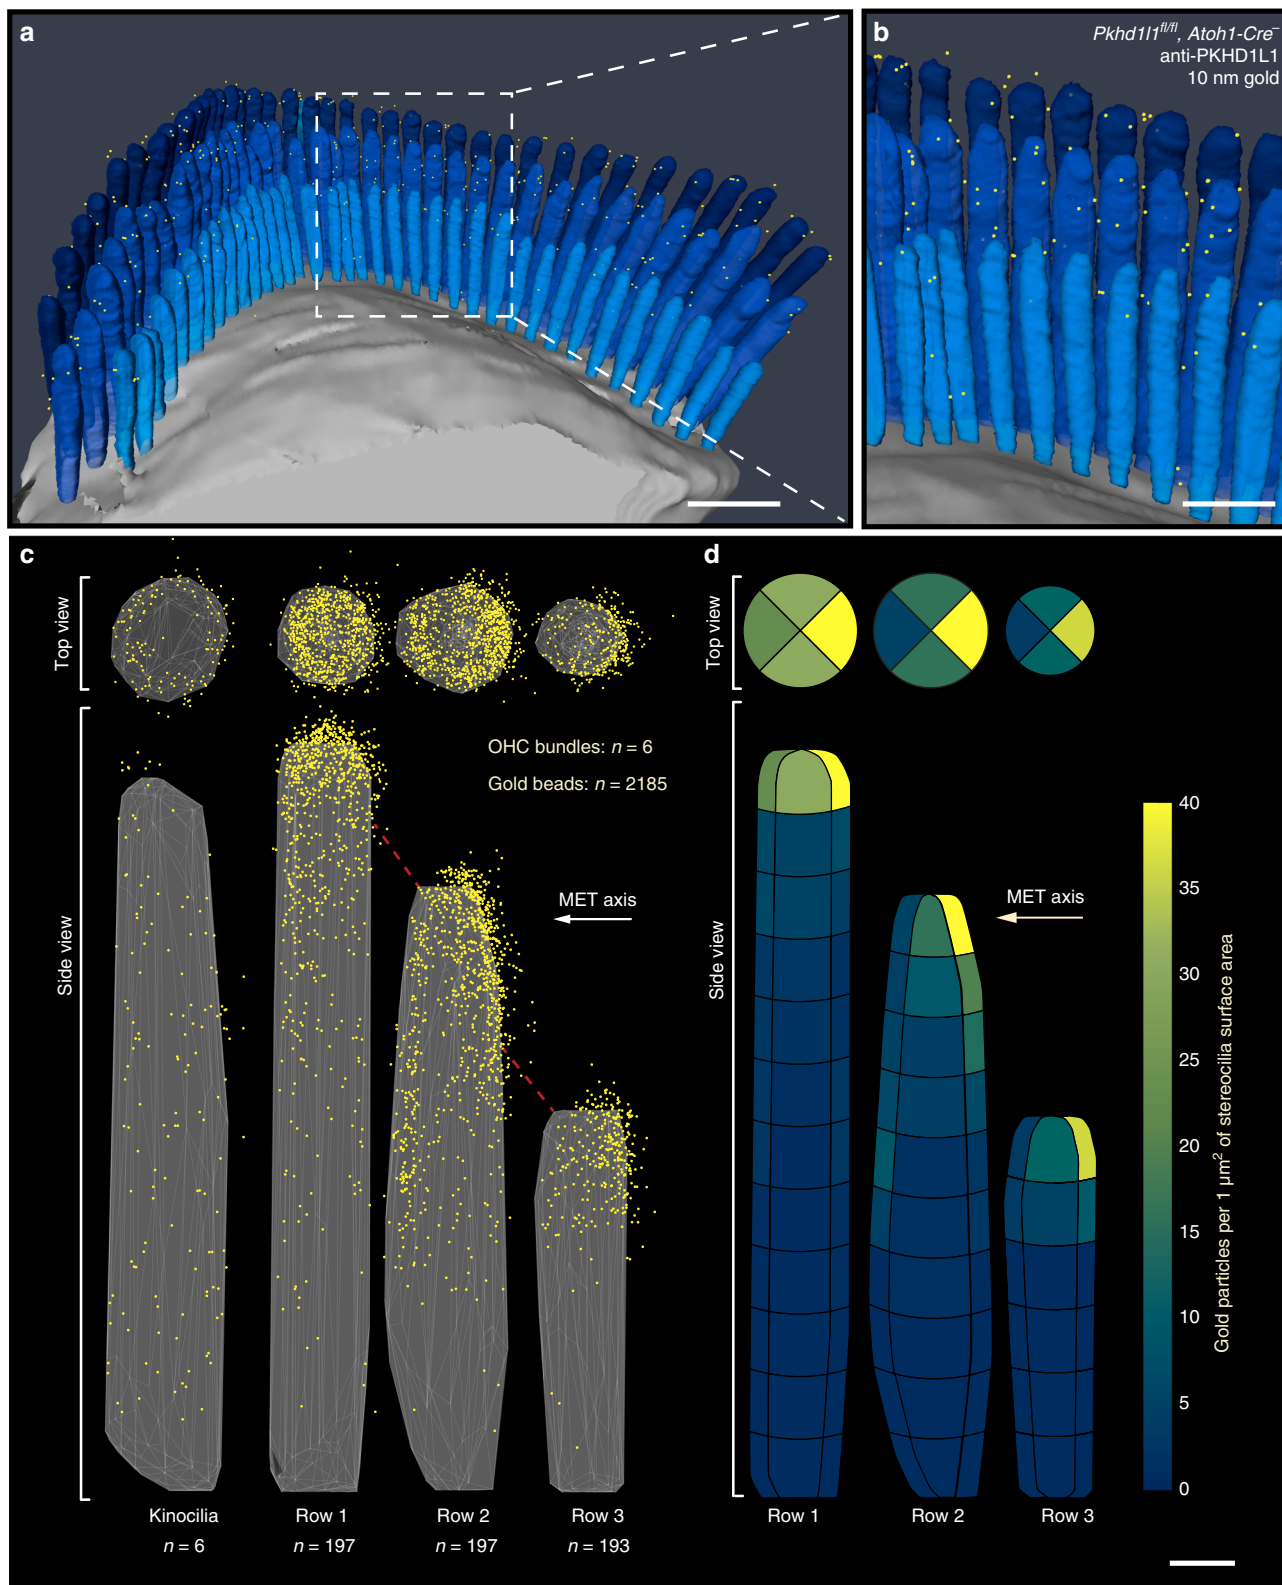 a
b
Pkhd1l1fl/fl, Atoh1-Cre–
anti-PKHD1L1
10 nm gold
c
Top view
Side view
OHC bundles: n = 6
Gold beads: n = 2185
MET axis
Kinocilia
Row 1
Row 2
Row 3
n = 6
n = 197
n = 197
n = 193
d
Top view
Side view
MET axis
Row 1
Row 2
Row 3
40
35
30
25
20
15
10
5
0
Gold particles per 1 μm² of stereocilia surface area